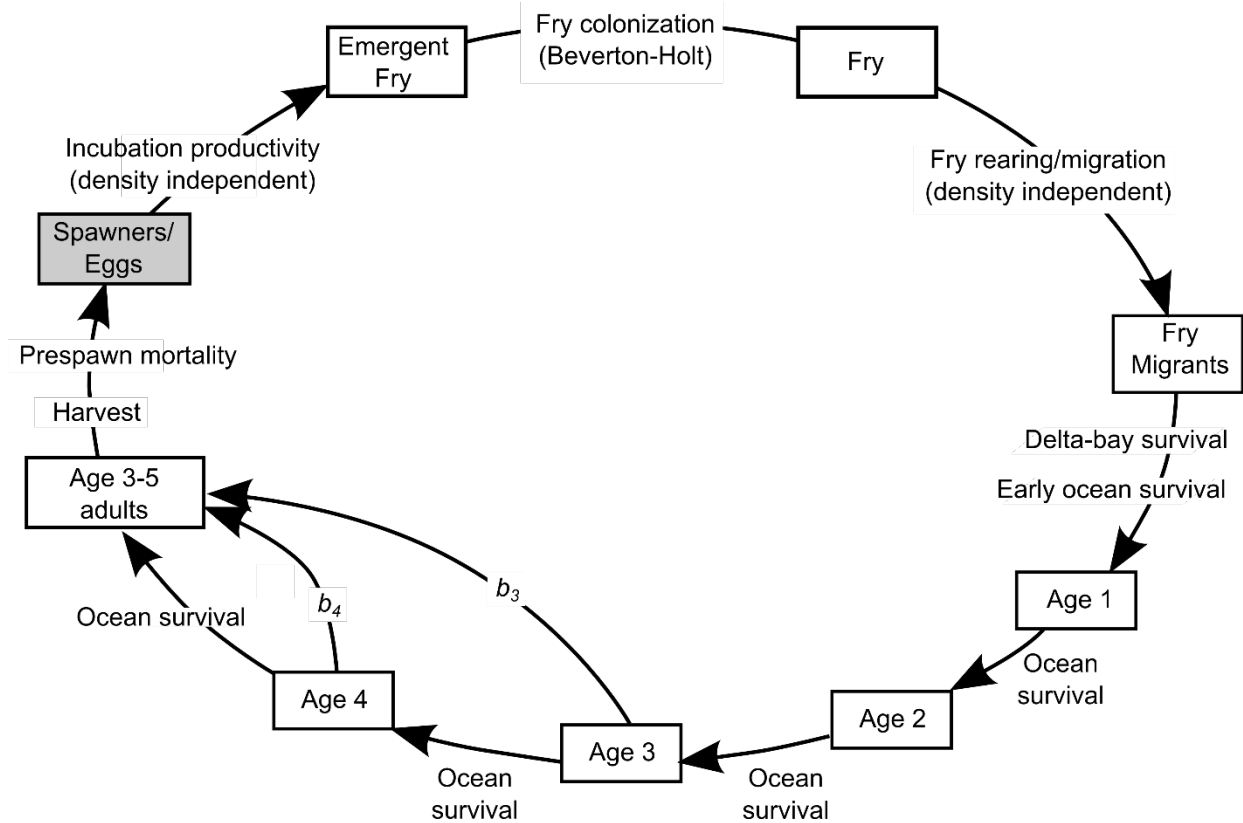 Emergent
Fry
Fry colonization
(Beverton-Holt)
Fry
Fry rearing/migration
(density independent)
Fry
Migrants
Delta-bay survival
Early ocean survival
Age 1
Ocean
survival
Age 2
Ocean
survival
Age 3
Ocean
survival
Age 4
b3
b4
Ocean survival
Age 3-5
adults
Harvest
Prespawn mortality
Spawners/
Eggs
Incubation productivity
(density independent)